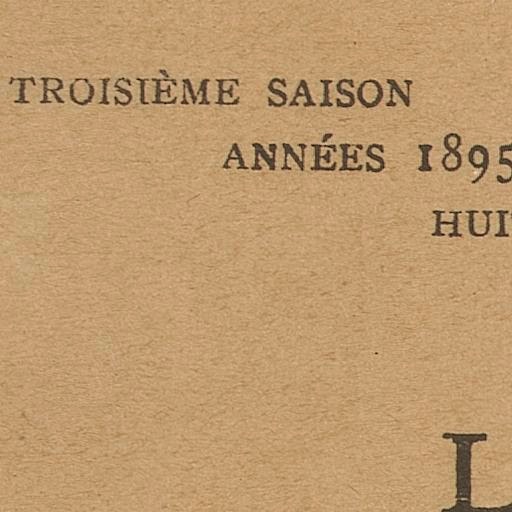 TROISIÈME SAISON
ANNÉES 1895
HUI
L